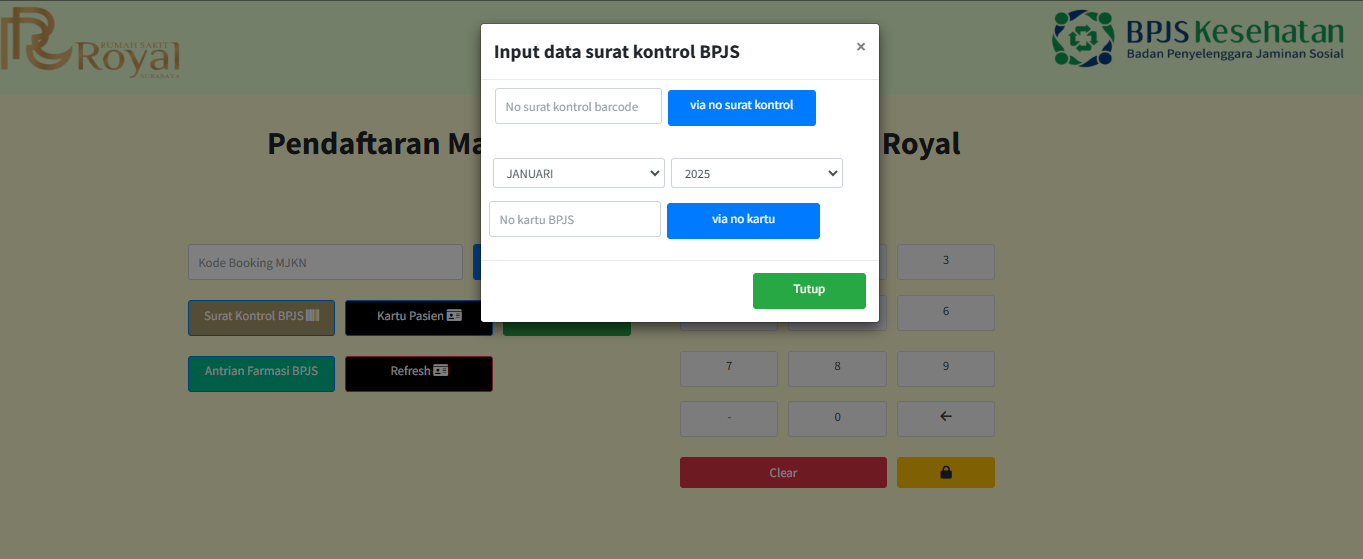 RUMAH SAKIT
Royal
SURABAYA
BPJS Kesehatan
Badan Penyelenggara Jaminan Sosial
Input data surat kontrol BPJS
×
No surat kontrol barcode
via no surat kontrol
JANUARI
2025
No kartu BPJS
via no kartu
Tutup
Pendaftaran
Royal
Kode Booking MJKN
Surat Kontrol BPJS
Kartu Pasien
Antrian Farmasi BPJS
Refresh
3
6
7 8 9
- 0
Clear